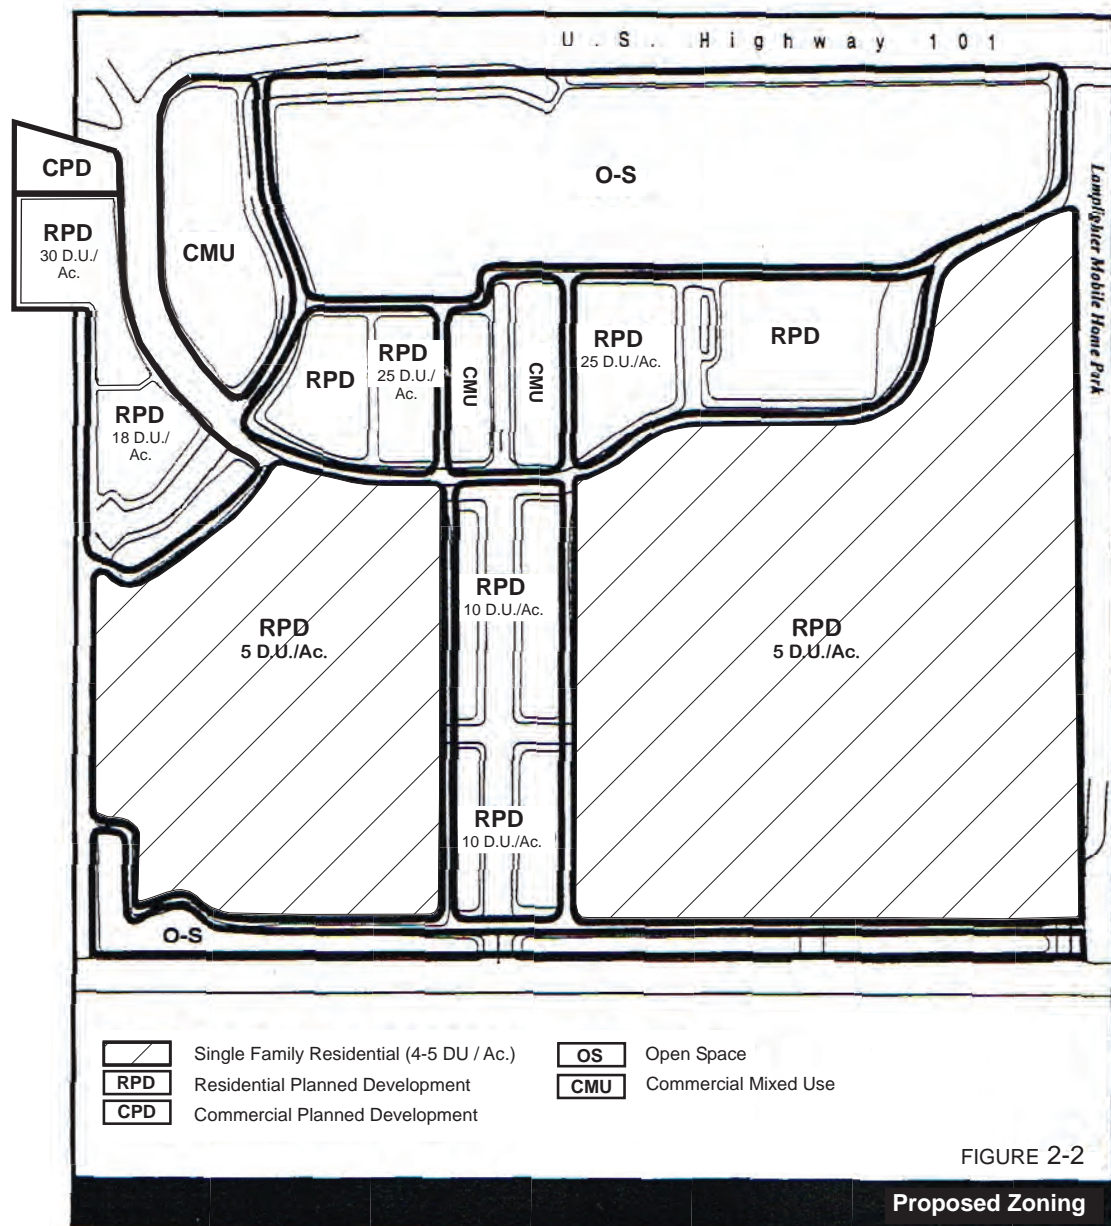 U.S. Highway 101
CPD
O-S
Lamplighter Mobile Home Park
RPD
30 D.U./
Ac.
CMU
RPD
RPD
25 D.U./
Ac.
CMU
CMU
RPD
25 D.U./Ac.
RPD
RPD
18 D.U./
Ac.
RPD
10 D.U./Ac.
RPD
5 D.U./Ac.
RPD
5 D.U./Ac.
RPD
10 D.U./Ac.
O-S
Single Family Residential (4-5 DU / Ac.)
RPD Residential Planned Development
CPD Commercial Planned Development
OS Open Space
CMU Commercial Mixed Use
FIGURE 2-2
Proposed Zoning